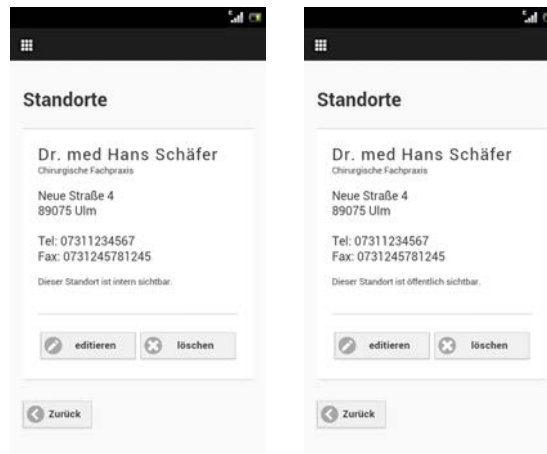 Standorte
Dr. med Hans Schäfer
Chirurgische Fachpraxis
Neue Straße 4
89075 Ulm
Tel: 07311234567
Fax: 0731245781245
Dieser Standort ist intern sichtbar.
editieren
löschen
Zurück
Standorte
Dr. med Hans Schäfer
Chirurgische Fachpraxis
Neue Straße 4
89075 Ulm
Tel: 07311234567
Fax: 0731245781245
Dieser Standort ist öffentlich sichtbar.
editieren
löschen
Zurück